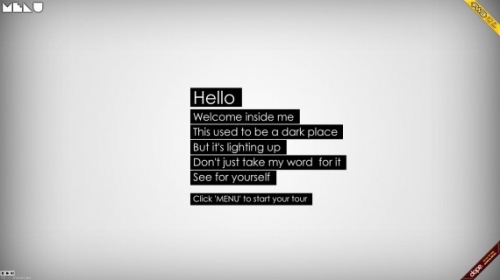 MENU
Hello
Welcome inside me
This used to be a dark place
But it's lighting up
Don't just take my word for it
See for yourself
Click 'MENU' to start your tour
dope